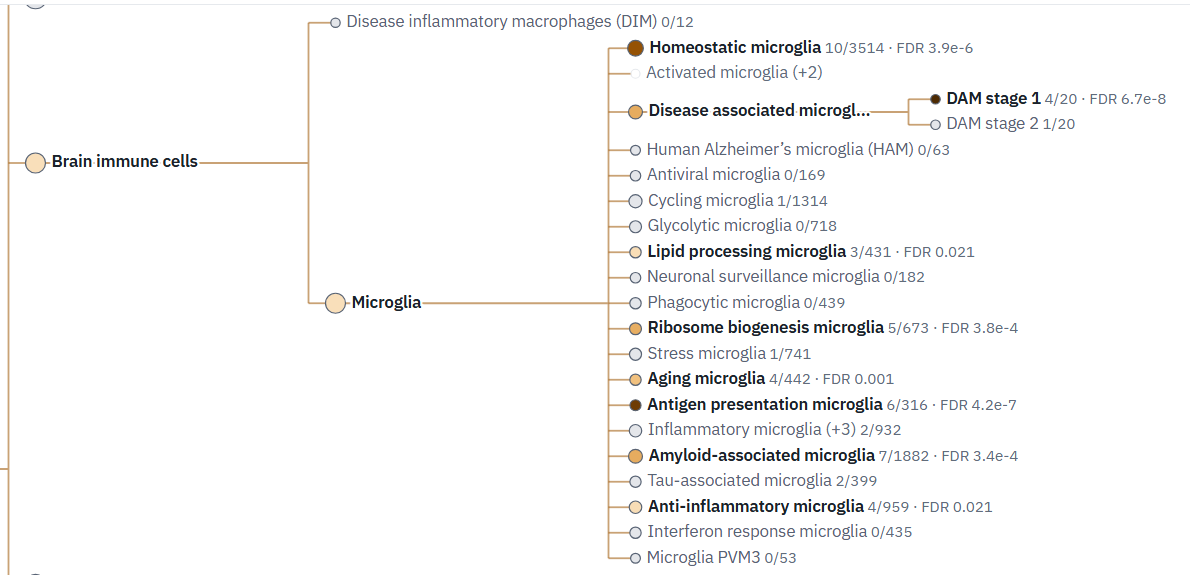 Disease inflammatory macrophages (DIM) 0/12
Homeostatic microglia 10/3514 · FDR 3.9e-6
Activated microglia (+2)
Disease associated microgl...
DAM stage 1 4/20 · FDR 6.7e-8
DAM stage 2 1/20
Human Alzheimer’s microglia (HAM) 0/63
Brain immune cells
Antiviral microglia 0/169
Cycling microglia 1/1314
Glycolytic microglia 0/718
Lipid processing microglia 3/431 · FDR 0.021
Neuronal surveillance microglia 0/182
Microglia
Phagocytic microglia 0/439
Ribosome biogenesis microglia 5/673 · FDR 3.8e-4
Stress microglia 1/741
Aging microglia 4/442 · FDR 0.001
Antigen presentation microglia 6/316 · FDR 4.2e-7
Inflammatory microglia (+3) 2/932
Amyloid-associated microglia 7/1882 · FDR 3.4e-4
Tau-associated microglia 2/399
Anti-inflammatory microglia 4/959 · FDR 0.021
Interferon response microglia 0/435
Microglia PVM3 0/53